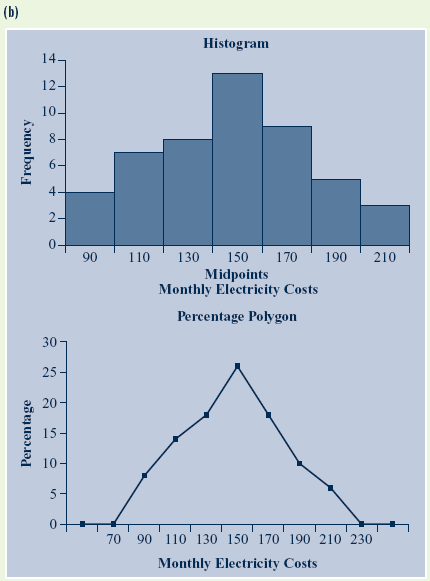 (b)
Histogram
14
12
10
8
6
4
2
0
Frequency
90 110 130 150 170 190 210
Midpoints
Monthly Electricity Costs
Percentage Polygon
30
25
20
15
10
5
0
Percentage
70 90 110 130 150 170 190 210 230
Monthly Electricity Costs